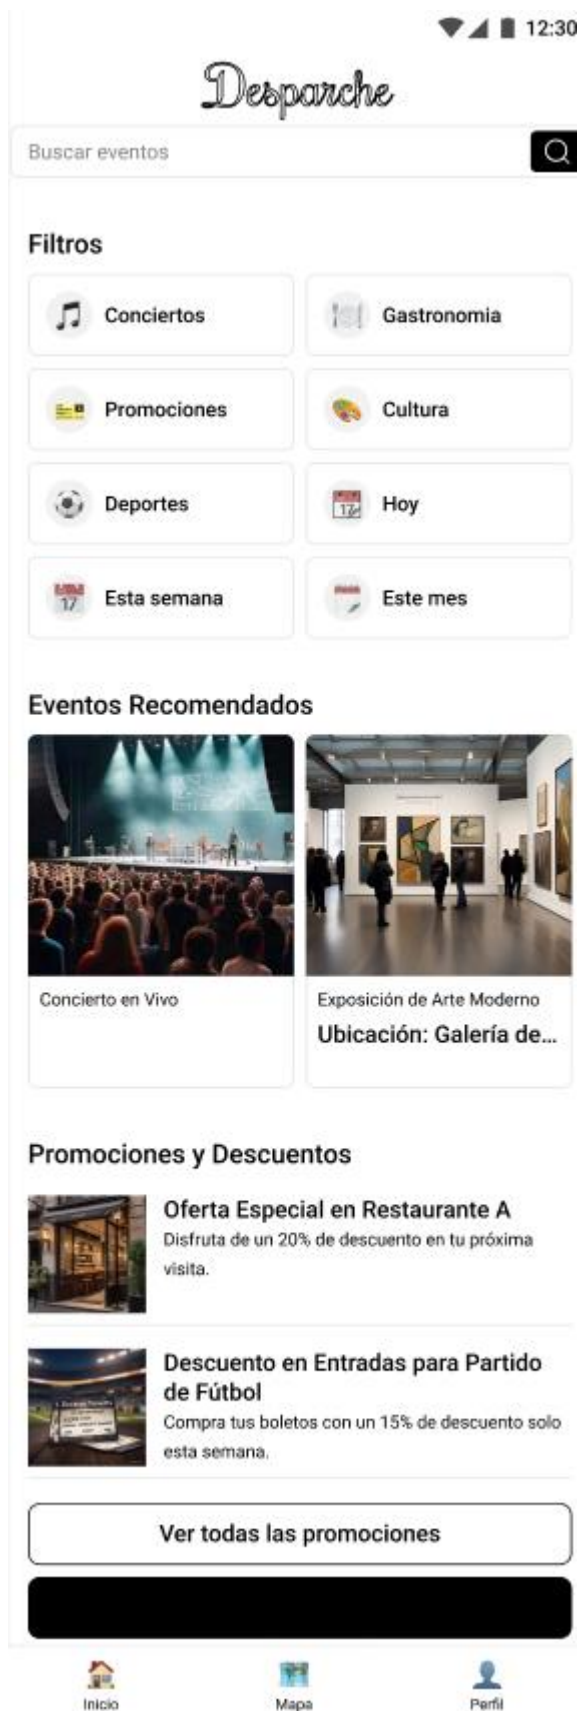 12:30
Desparche
Buscar eventos
Filtros
Conciertos
Gastronomia
Promociones
Cultura
Deportes
17
Hoy
17
Esta semana
Este mes
Eventos Recomendados
Concierto en Vivo
Exposición de Arte Moderno
Ubicación: Galería de...
Promociones y Descuentos
Oferta Especial en Restaurante A
Disfruta de un 20% de descuento en tu próxima
visita.
Descuento en Entradas para Partido
de Fútbol
Compra tus boletos con un 15% de descuento solo
esta semana.
Ver todas las promociones
Inicio
Mapa
Perfil